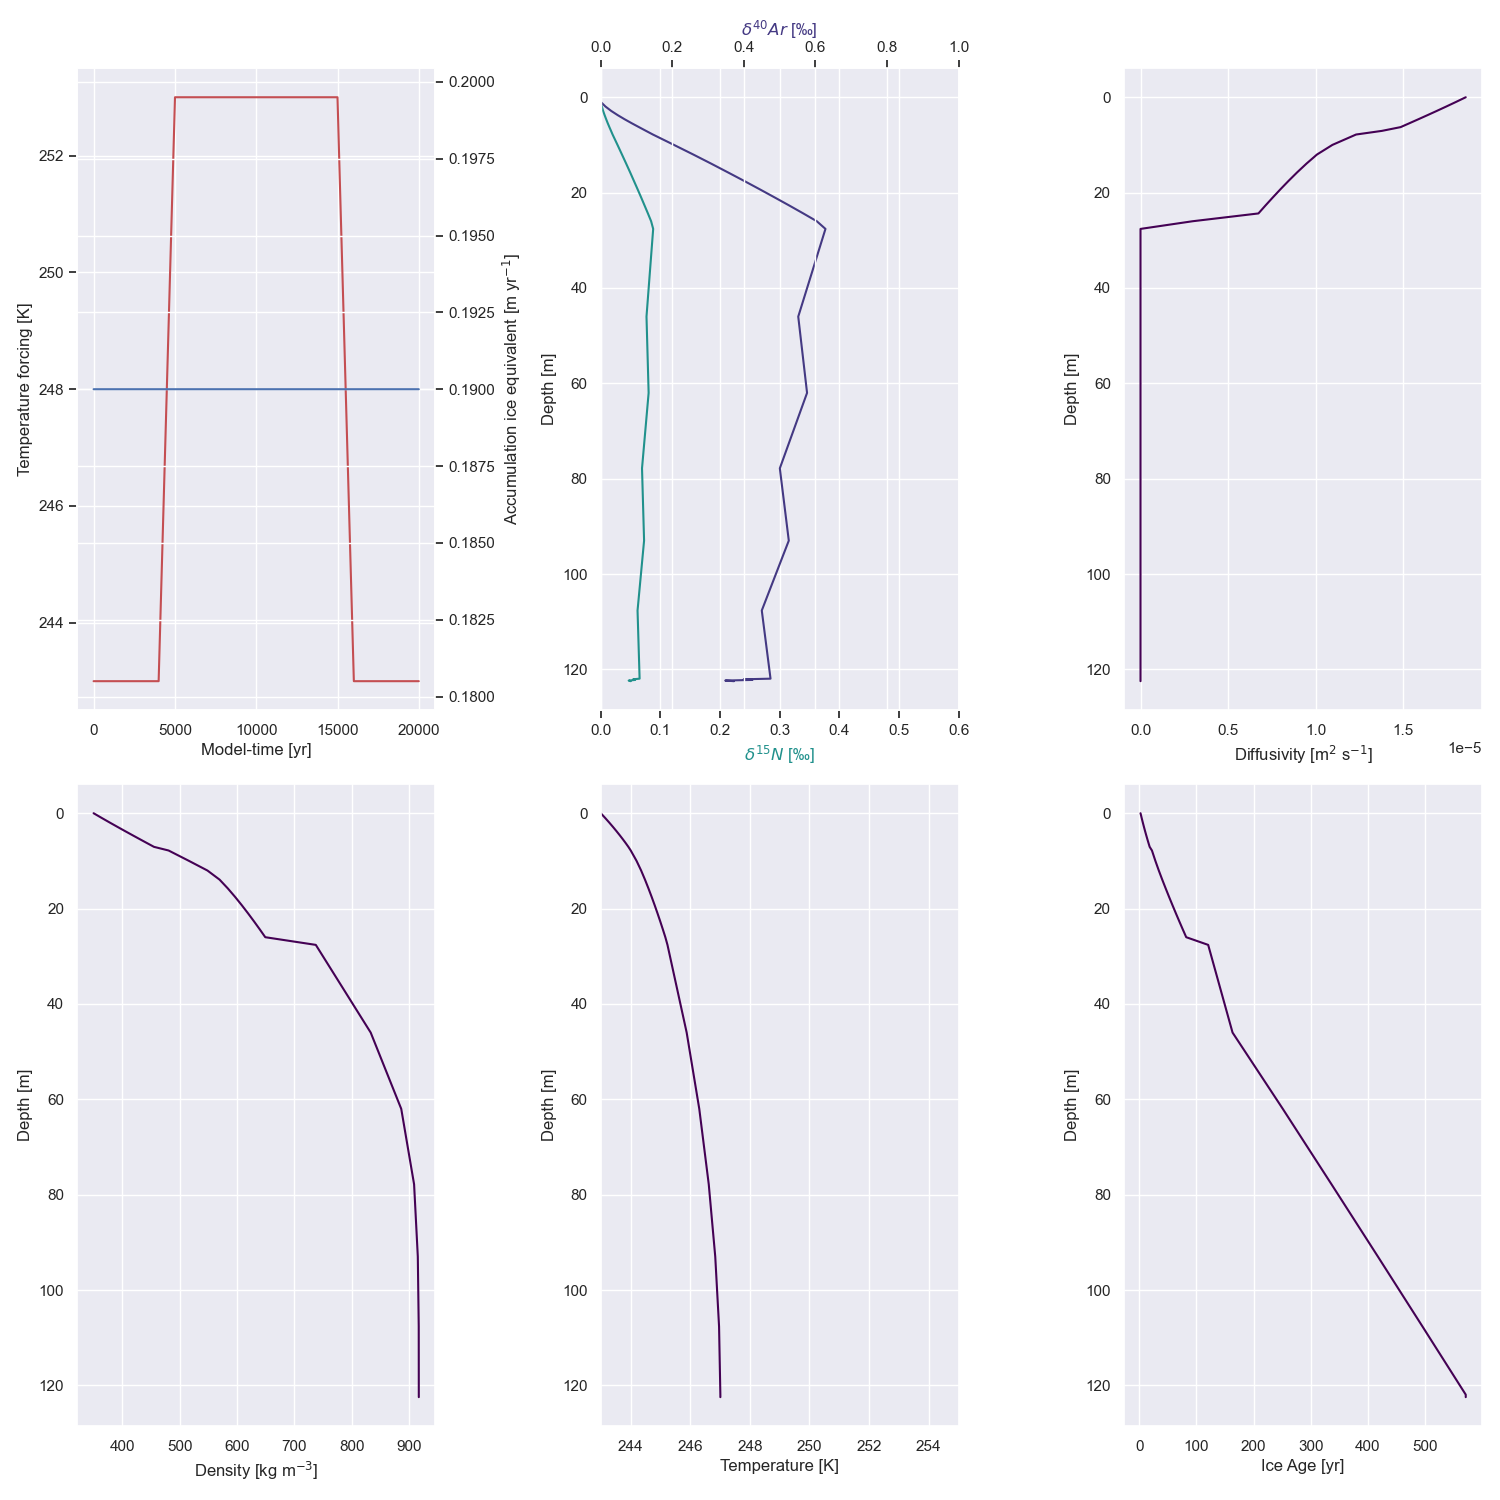 δ⁴⁰Ar [‰]
0.0 0.2 0.4 0.6 0.8 1.0
Temperature forcing [K]
252
250
248
246
244
0.2000
0.1975
0.1950
0.1925
0.1900
0.1875
0.1850
0.1825
0.1800
Accumulation ice equivalent [m yr⁻¹]
0 5000 10000 15000 20000
Model-time [yr]
Depth [m]
0
20
40
60
80
100
120
0.0 0.1 0.2 0.3 0.4 0.5 0.6
δ¹⁵N [‰]
Depth [m]
0
20
40
60
80
100
120
0.0 0.5 1.0 1.5
1e−5
Diffusivity [m² s⁻¹]
Depth [m]
0
20
40
60
80
100
120
400 500 600 700 800 900
Density [kg m⁻³]
Depth [m]
0
20
40
60
80
100
120
244 246 248 250 252 254
Temperature [K]
Depth [m]
0
20
40
60
80
100
120
0 100 200 300 400 500
Ice Age [yr]